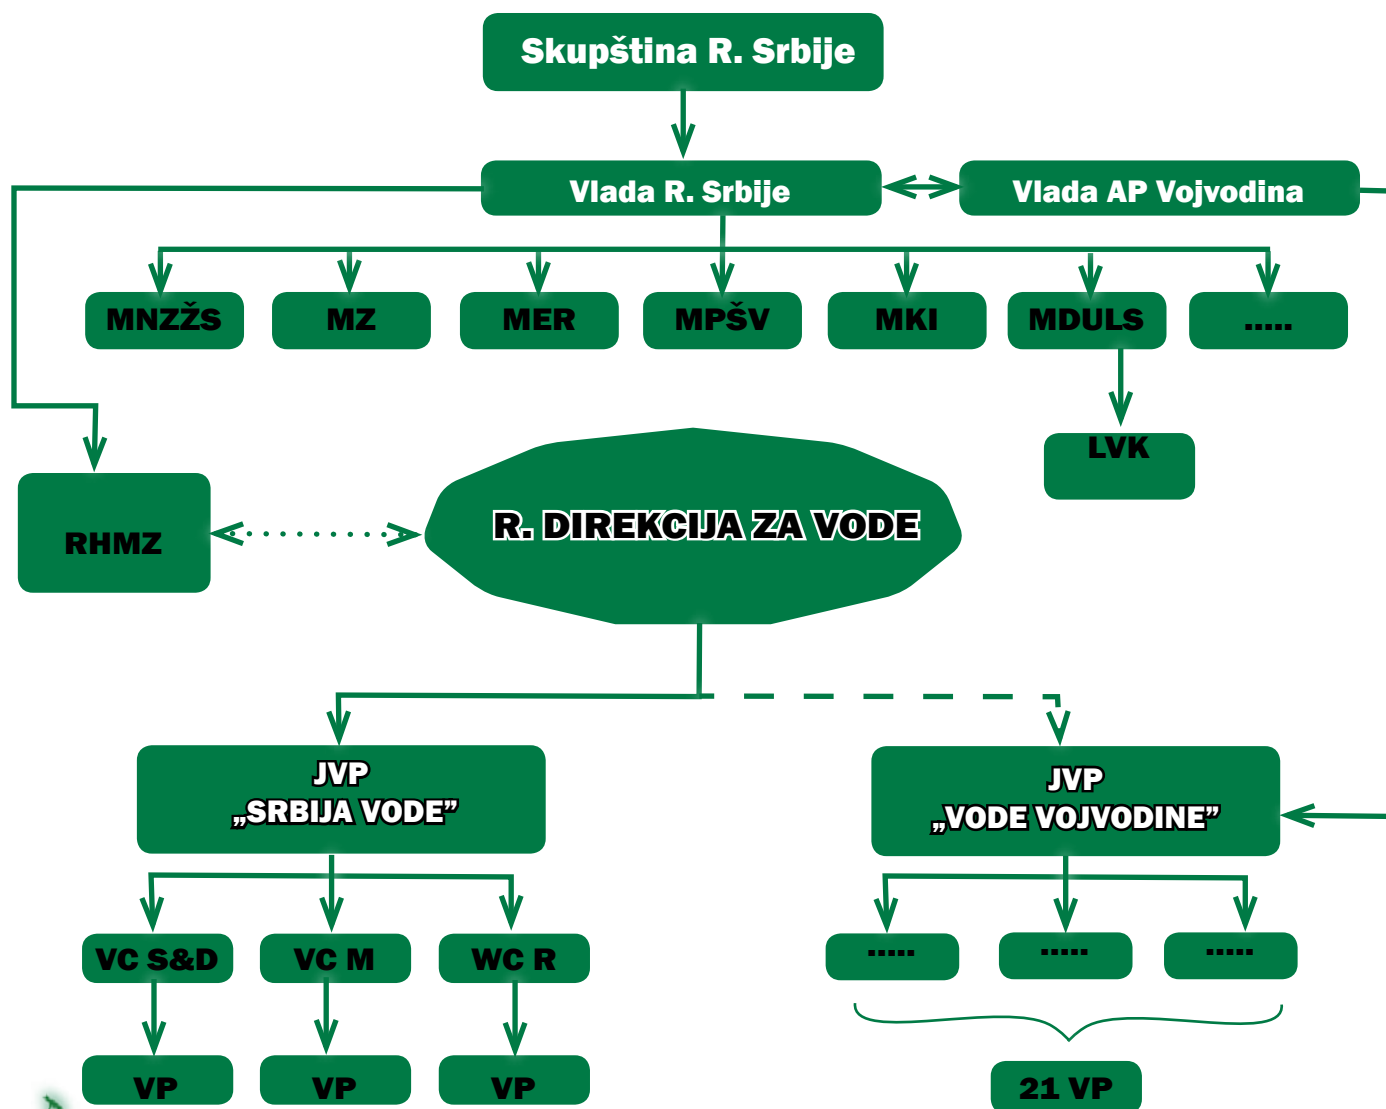 Skupština R. Srbije
Vlada R. Srbije
Vlada AP Vojvodina
MNZŽS
MZ
MER
MPŠV
MKI
MDULS
.....
LVK
RHMZ
R. DIREKCIJA ZA VODE
JVP
„SRBIJA VODE”
JVP
„VODE VOJVODINE”
VC S&D
VC M
WC R
.....
.....
.....
VP
VP
VP
21 VP